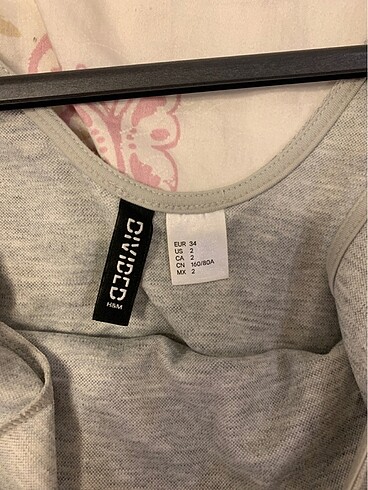 DIVIDED
H&M
EUR 34
US 2
CA 2
CN 160/80A
MX 2